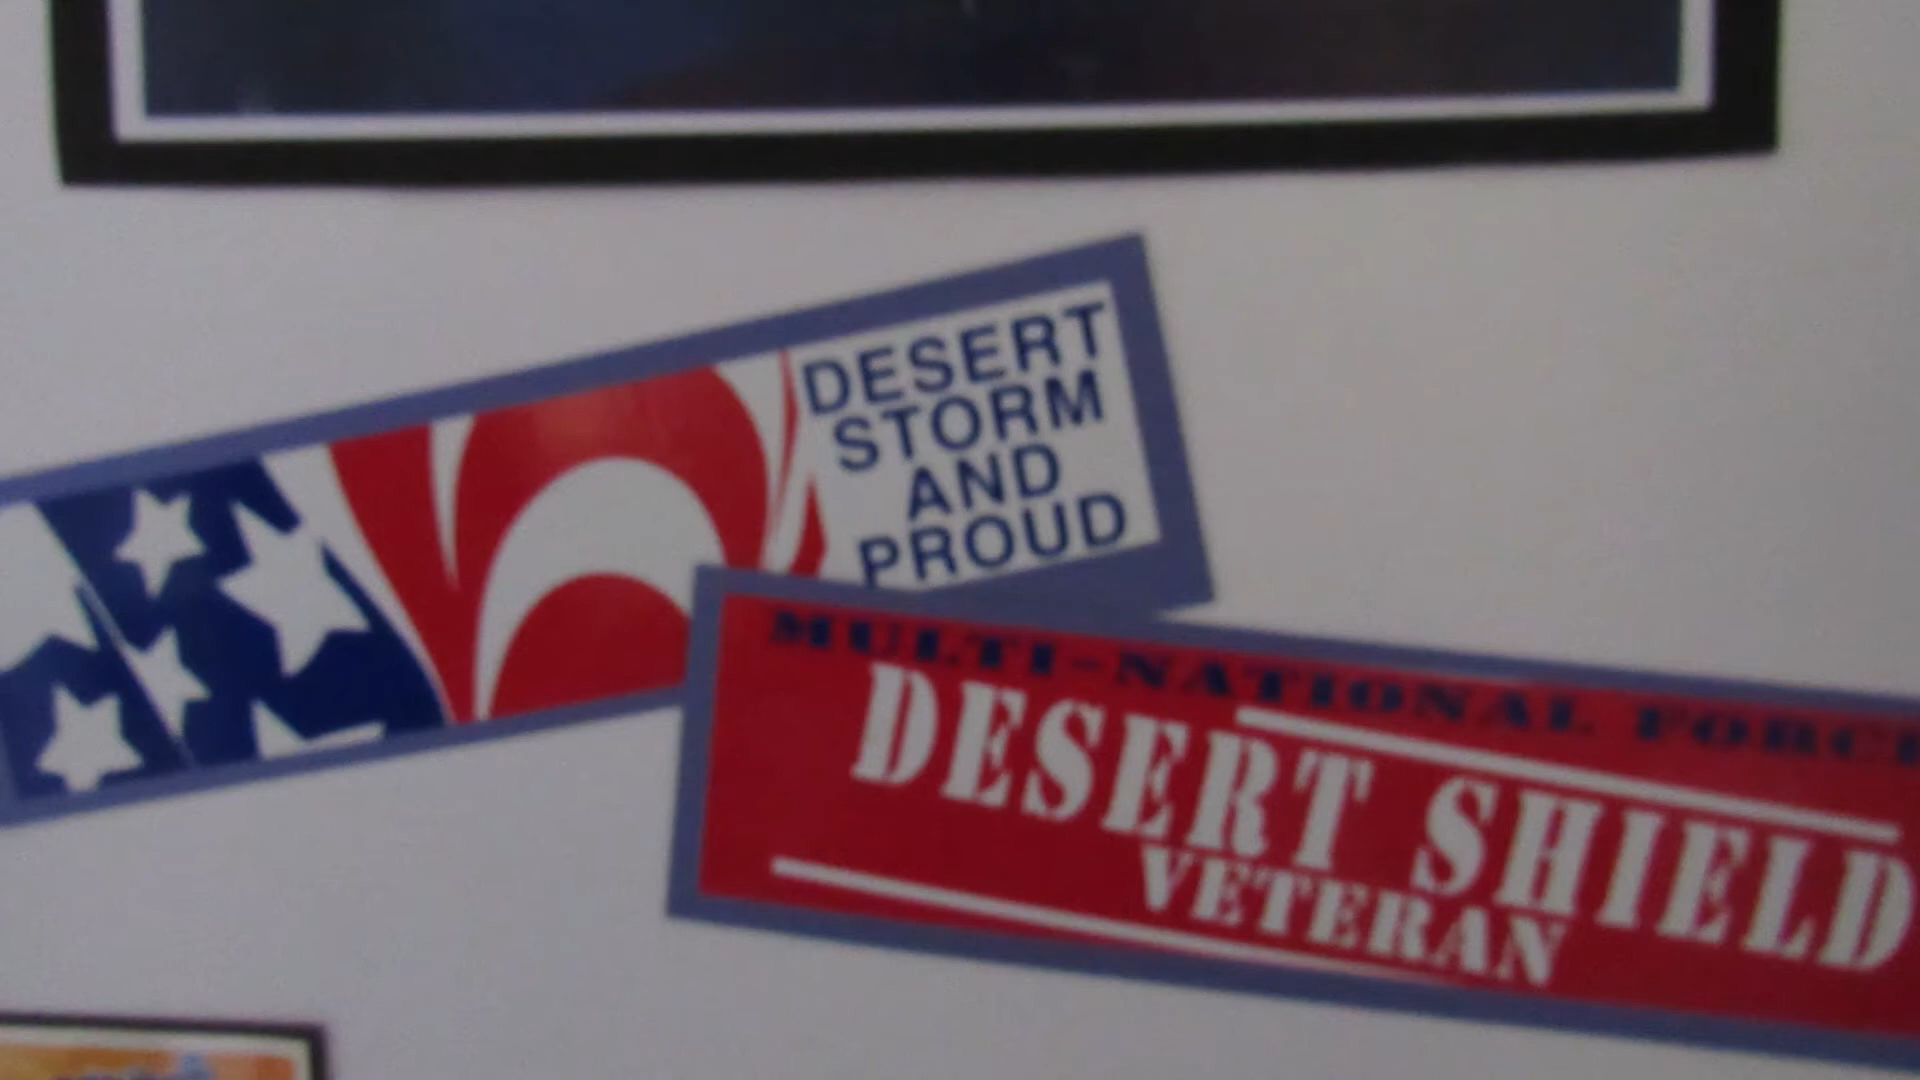 DESERT
STORM
AND
PROUD
MULTI-NATIONAL
DESERT SHIELD
VETERAN